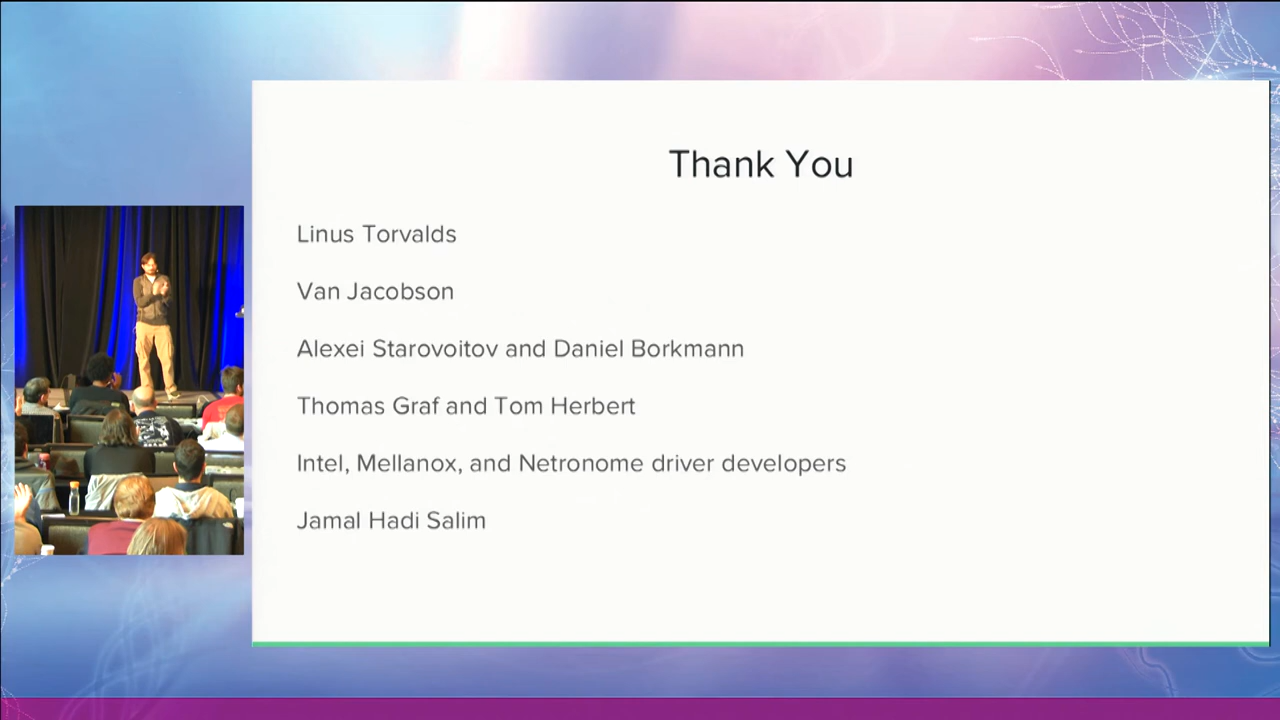 Thank You
Linus Torvalds
Van Jacobson
Alexei Starovoitov and Daniel Borkmann
Thomas Graf and Tom Herbert
Intel, Mellanox, and Netronome driver developers
Jamal Hadi Salim